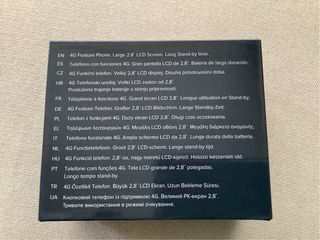 EN 4G Feature Phone. Large 2,8" LCD Screen. Long Stand-by time.
ES Teléfono con funciones 4G. Gran pantalla LCD de 2,8". Batería de larga duración.
CZ 4G Funkční telefon. Velký 2,8" LCD displej. Dlouhá pohotovostní doba.
HR 4G Telefonski uređaj. Veliki LCD zaslon od 2,8".
Produženo trajanje baterije u stanju pripravnosti.
FR Téléphone à fonctions 4G. Grand écran LCD 2,8". Longue utilisation en Stand-by.
DE 4G Feature-Telefon. Großer 2,8"-LCD-Bildschirm. Lange Standby-Zeit.
PL Telefon z funkcjami 4G. Duży ekran LCD 2,8". Długi czas oczekiwania.
EL Τηλέφωνο λειτουργιών 4G. Μεγάλη LCD οθόνη 2,8". Μεγάλη διάρκεια αναμονής.
IT Telefono funzionale 4G. Ampio schermo LCD da 2,8". Lunga durata della batteria.
NL 4G Functietelefoon. Groot 2,8" LCD-scherm. Lange stand-by tijd.
HU 4G Funkció telefon. 2,8"-os, nagy méretű LCD-kijelző. Hosszú készenléti idő.
PT Telefone com funções 4G. Tela LCD grande de 2,8" polegadas.
Longo tempo stand-by.
TR 4G Özellikli Telefon. Büyük 2,8" LCD Ekran. Uzun Bekleme Süresi.
UA Кнопковий телефон із підтримкою 4G. Великий РК-екран 2,8".
Тривале використання в режимі очікування.